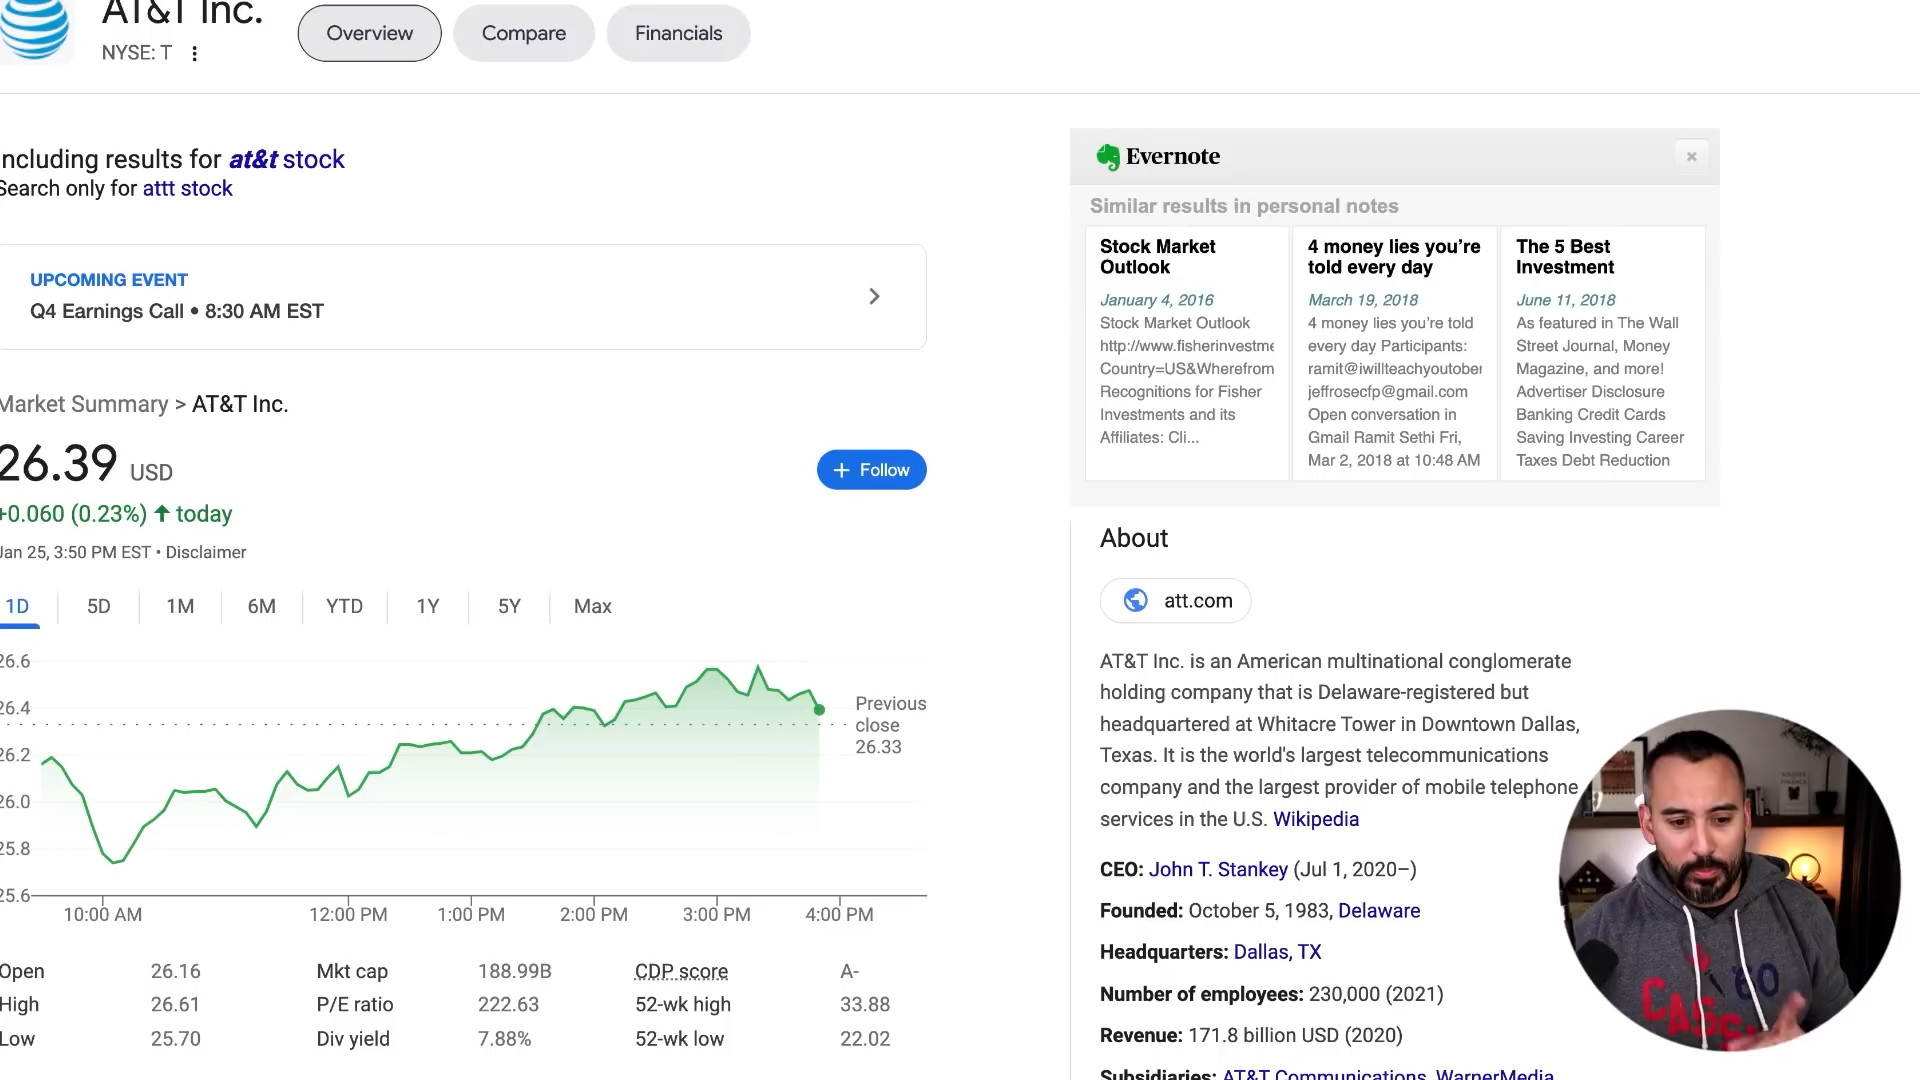 AT&T Inc.
NYSE: T
Overview
Compare
Financials
ncluding results for at&t stock
Search only for attt stock
UPCOMING EVENT
Q4 Earnings Call • 8:30 AM EST
Market Summary > AT&T Inc.
26.39 USD
+0.060 (0.23%) ↑ today
Jan 25, 3:50 PM EST • Disclaimer
+ Follow
1D
5D
1M
6M
YTD
1Y
5Y
Max
26.6
26.4
26.2
26.0
25.8
25.6
Previous
close
26.33
10:00 AM
12:00 PM
1:00 PM
2:00 PM
3:00 PM
4:00 PM
Open 26.16 Mkt cap 188.99B CDP score A-
High 26.61 P/E ratio 222.63 52-wk high 33.88
Low 25.70 Div yield 7.88% 52-wk low 22.02
Evernote
×
Similar results in personal notes
Stock Market
Outlook
January 4, 2016
Stock Market Outlook
http://www.fisherinvestme
Country=US&Wherefrom
Recognitions for Fisher
Investments and its
Affiliates: Cli...
4 money lies you’re
told every day
March 19, 2018
4 money lies you’re told
every day Participants:
ramit@iwillteachyoutober
jeffrosecfp@gmail.com
Open conversation in
Gmail Ramit Sethi Fri,
Mar 2, 2018 at 10:48 AM
The 5 Best
Investment
June 11, 2018
As featured in The Wall
Street Journal, Money
Magazine, and more!
Advertiser Disclosure
Banking Credit Cards
Saving Investing Career
Taxes Debt Reduction
About
att.com
AT&T Inc. is an American multinational conglomerate
holding company that is Delaware-registered but
headquartered at Whitacre Tower in Downtown Dallas,
Texas. It is the world's largest telecommunications
company and the largest provider of mobile telephone
services in the U.S. Wikipedia
CEO: John T. Stankey (Jul 1, 2020–)
Founded: October 5, 1983, Delaware
Headquarters: Dallas, TX
Number of employees: 230,000 (2021)
Revenue: 171.8 billion USD (2020)
Subsidiaries: AT&T Communications, WarnerMedia